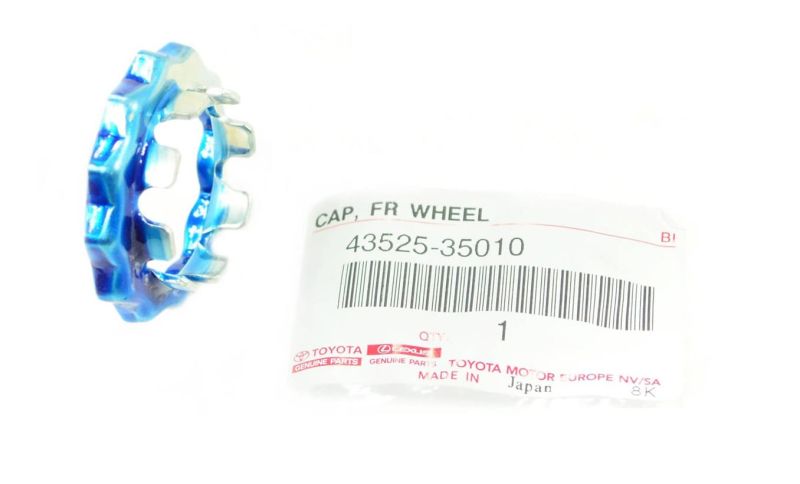 CAP, FR WHEEL
43525-35010
QTY. 1
TOYOTA
GENUINE PARTS
LEXUS
GENUINE PARTS
TOYOTA MOTOR EUROPE NV/SA
MADE IN Japan 8K